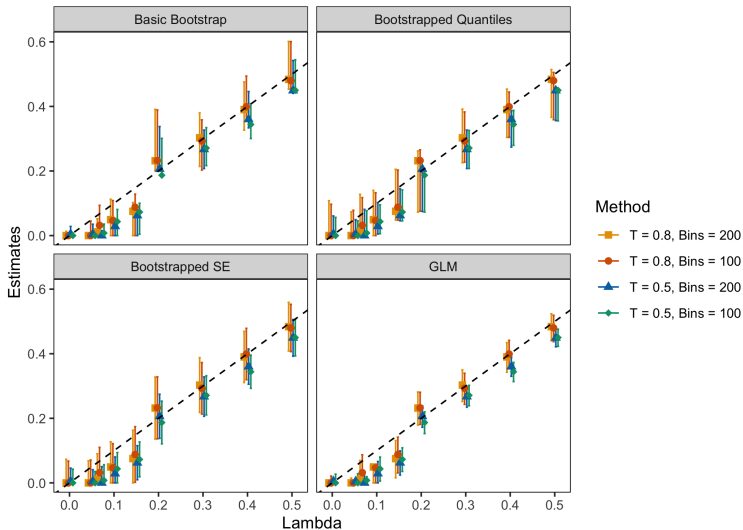 Basic Bootstrap
Bootstrapped Quantiles
0.6
0.4
0.2
0.0
Bootstrapped SE
GLM
0.6
0.4
0.2
0.0
0.0 0.1 0.2 0.3 0.4 0.5
0.0 0.1 0.2 0.3 0.4 0.5
Estimates
Lambda
Method
T = 0.8, Bins = 200
T = 0.8, Bins = 100
T = 0.5, Bins = 200
T = 0.5, Bins = 100